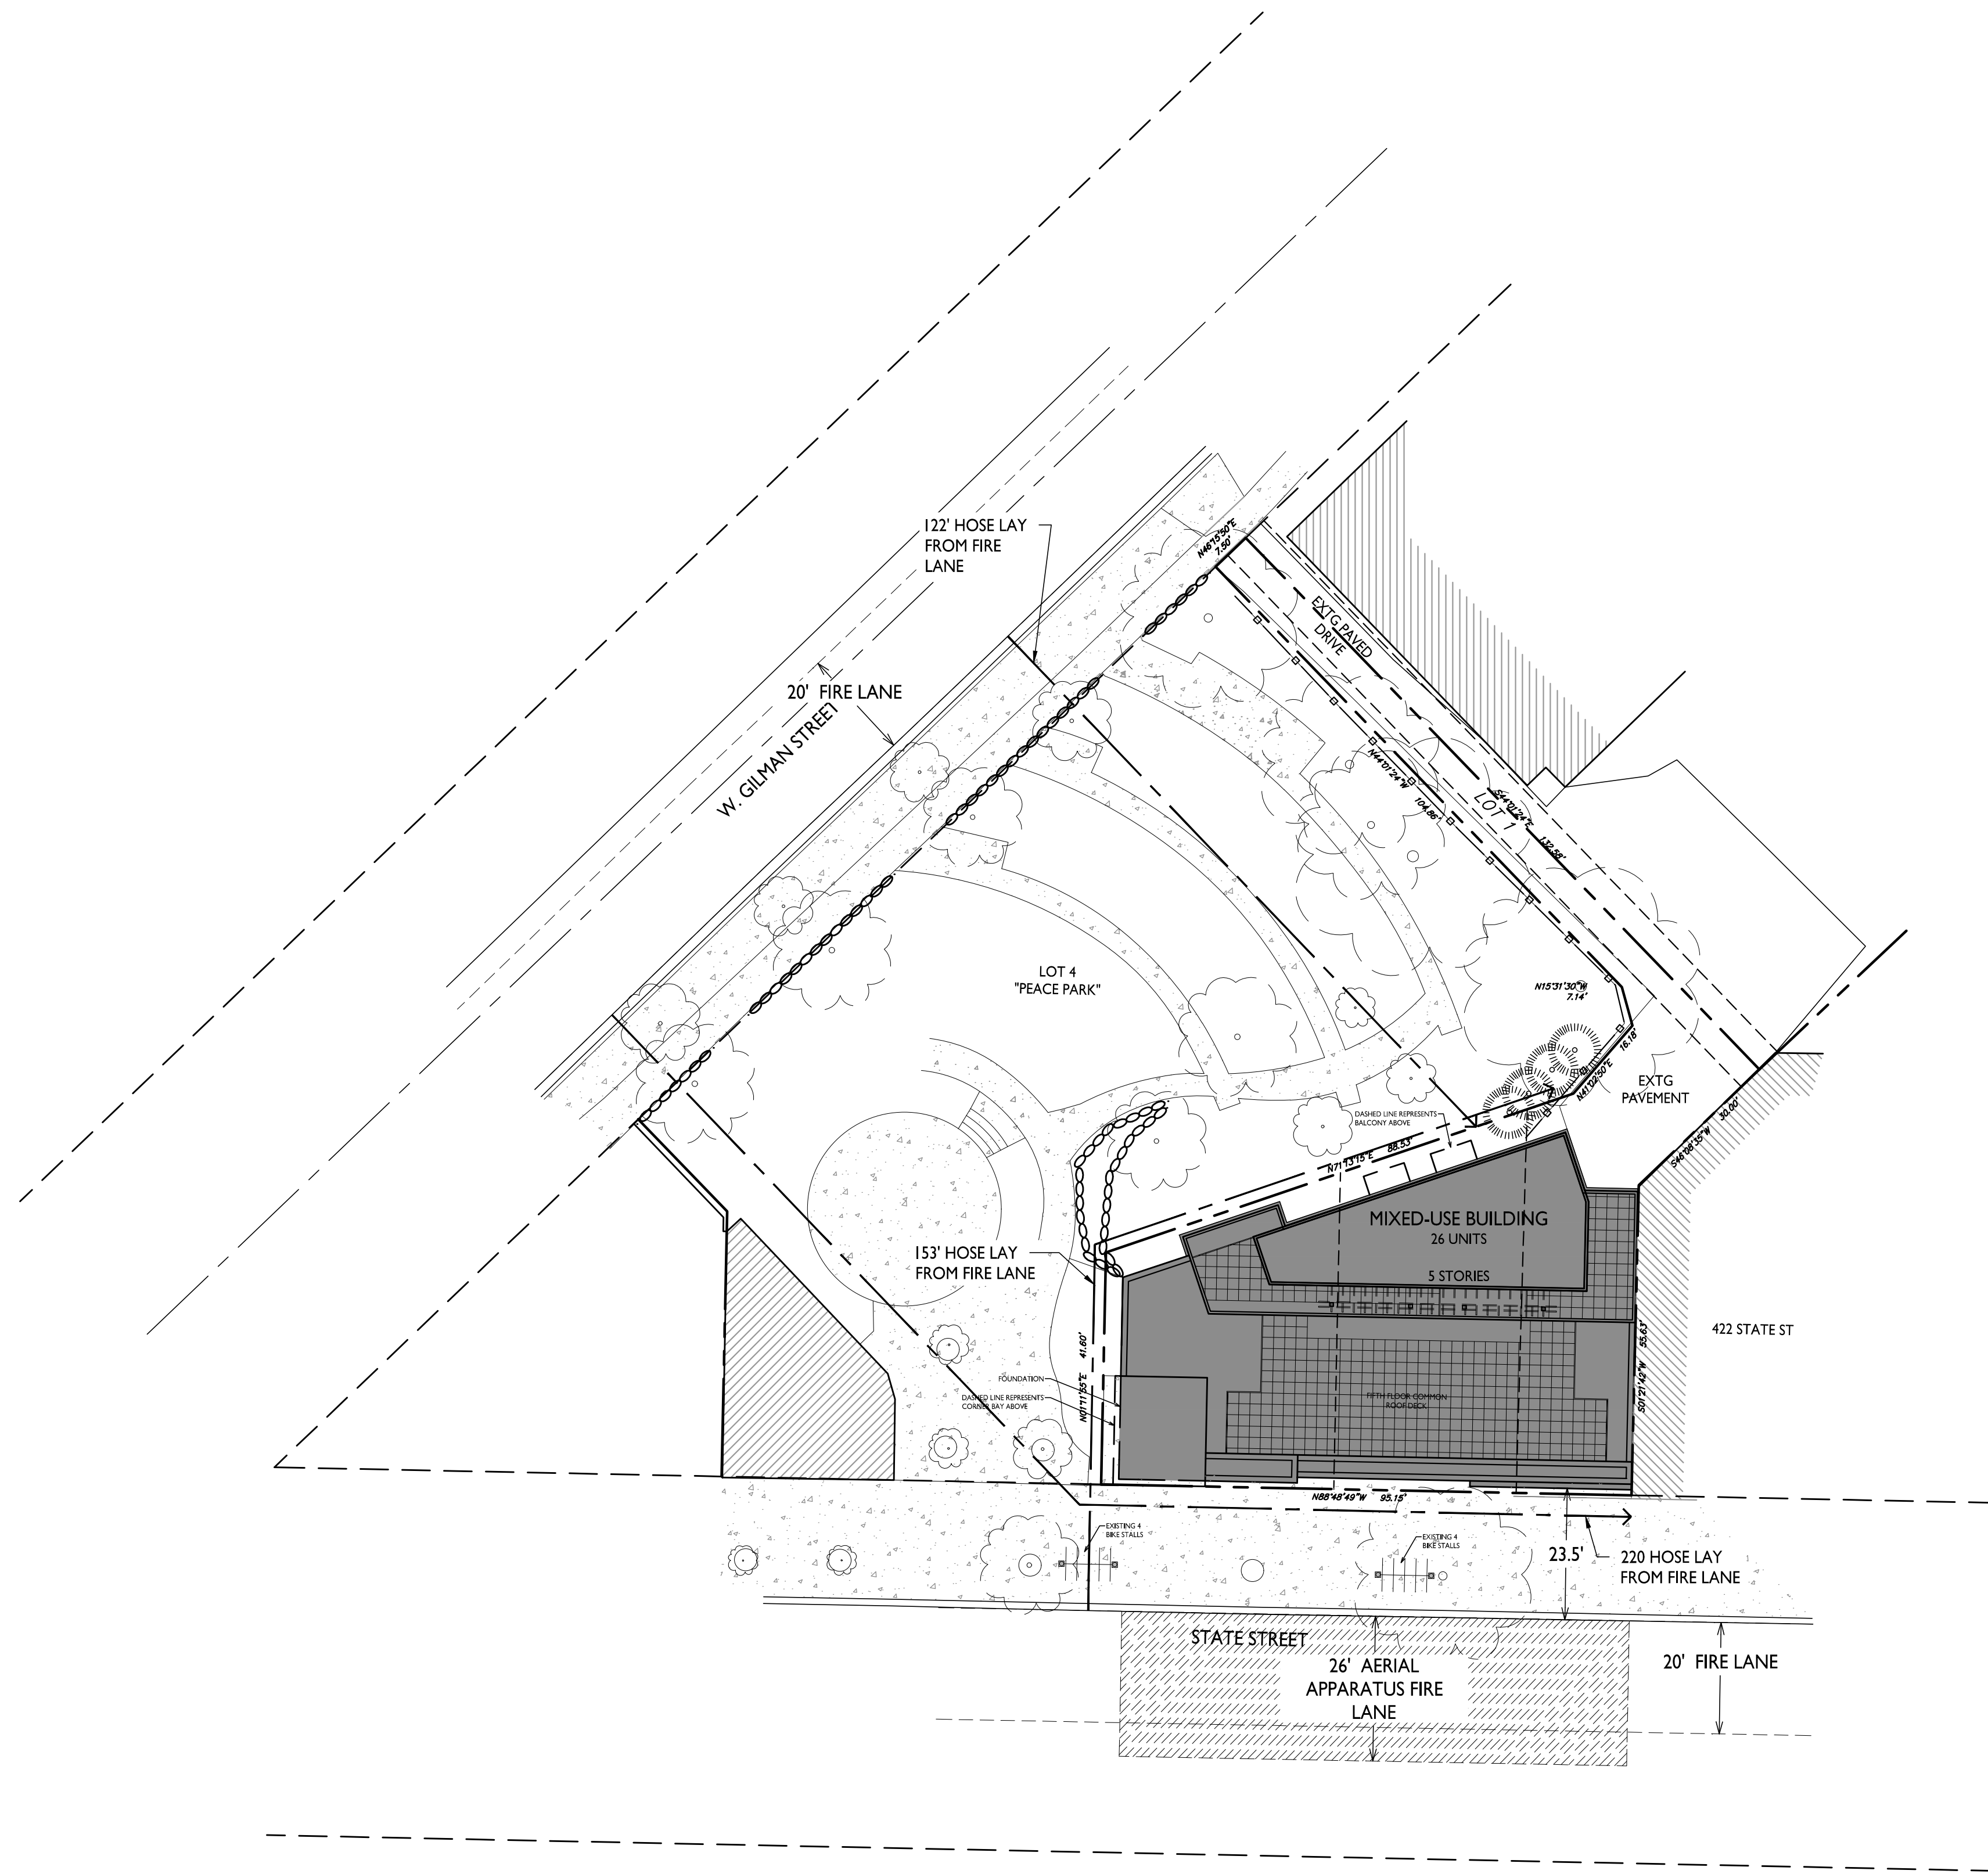 122' HOSE LAY
FROM FIRE
LANE
N46°15'50"E
7.50'
EXTG PAVED
DRIVE
20' FIRE LANE
W. GILMAN STREET
N44°01'24"W
104.86'
LOT 1
S44°01'24"E
132.58'
LOT 4
"PEACE PARK"
N15°31'30"W
7.14'
16.18'
N41°02'50"E
EXTG
PAVEMENT
30.00'
S46°08'35"W
DASHED LINE REPRESENTS
BALCONY ABOVE
N71°13'15"E 88.53'
MIXED-USE BUILDING
26 UNITS
5 STORIES
153' HOSE LAY
FROM FIRE LANE
422 STATE ST
N01°11'55"E 41.60'
S01°21'42"W 55.63'
FOUNDATION
DASHED LINE REPRESENTS
CORNER BAY ABOVE
FIFTH FLOOR COMMON
ROOF DECK
N88°48'49"W 95.15'
EXISTING 4
BIKE STALLS
EXISTING 4
BIKE STALLS
23.5'
220 HOSE LAY
FROM FIRE LANE
STATE STREET
26' AERIAL
APPARATUS FIRE
LANE
20' FIRE LANE